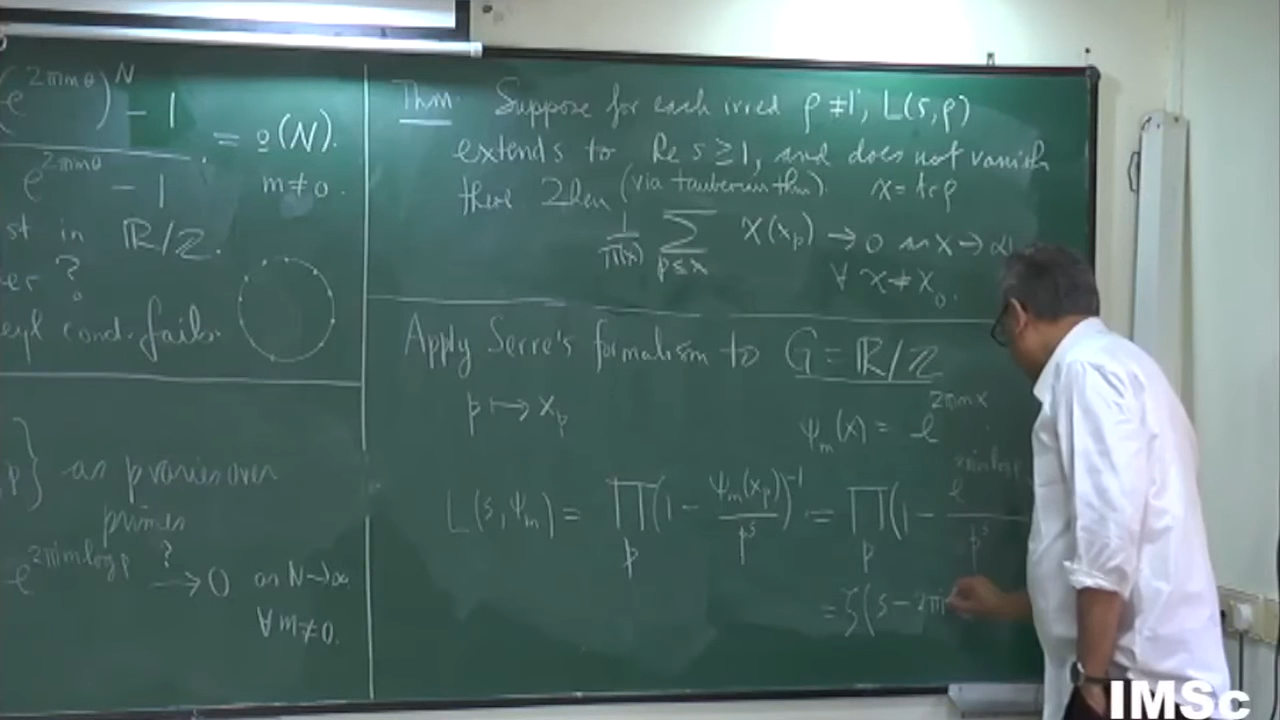 (e^{2πimθ})^N - 1
e^{2πimθ} - 1
= o(N).
m ≠ 0.
st in ℝ/ℤ.
er ?
eyl cond. fails.
,p} as p varies over
primes
e^{2πim log p} →? 0 as N→∞
∀ m≠0.
Thm. Suppose for each irred ρ ≠ 1, L(s,ρ)
extends to Re s ≥ 1, and does not vanish
there. Then (via tauberian thm). χ = tr ρ
1/π(x) ∑_{p≤x} χ(x_p) → 0 as x → ∞
∀ χ ≠ χ_0.
Apply Serre's formalism to G = ℝ/ℤ
p ↦ x_p
ψ_m(x) = e^{2πimx}.
L(s,ψ_m) = ∏_p (1 - ψ_m(x_p)/p^s)^{-1} = ∏_p (1 - e^{2πim log p}/p^s
= ζ(s - 2πi
IMSc